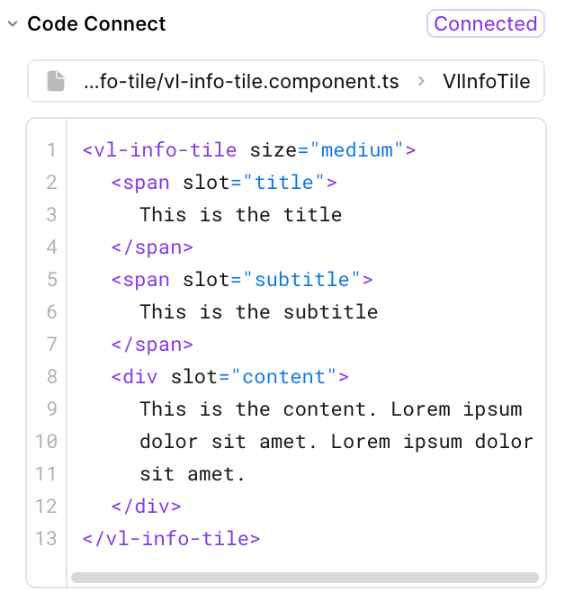 Code Connect Connected
...fo-tile/vl-info-tile.component.ts > VlInfoTile
1 <vl-info-tile size="medium">
2 <span slot="title">
3 This is the title
4 </span>
5 <span slot="subtitle">
6 This is the subtitle
7 </span>
8 <div slot="content">
9 This is the content. Lorem ipsum
10 dolor sit amet. Lorem ipsum dolor
11 sit amet.
12 </div>
13 </vl-info-tile>